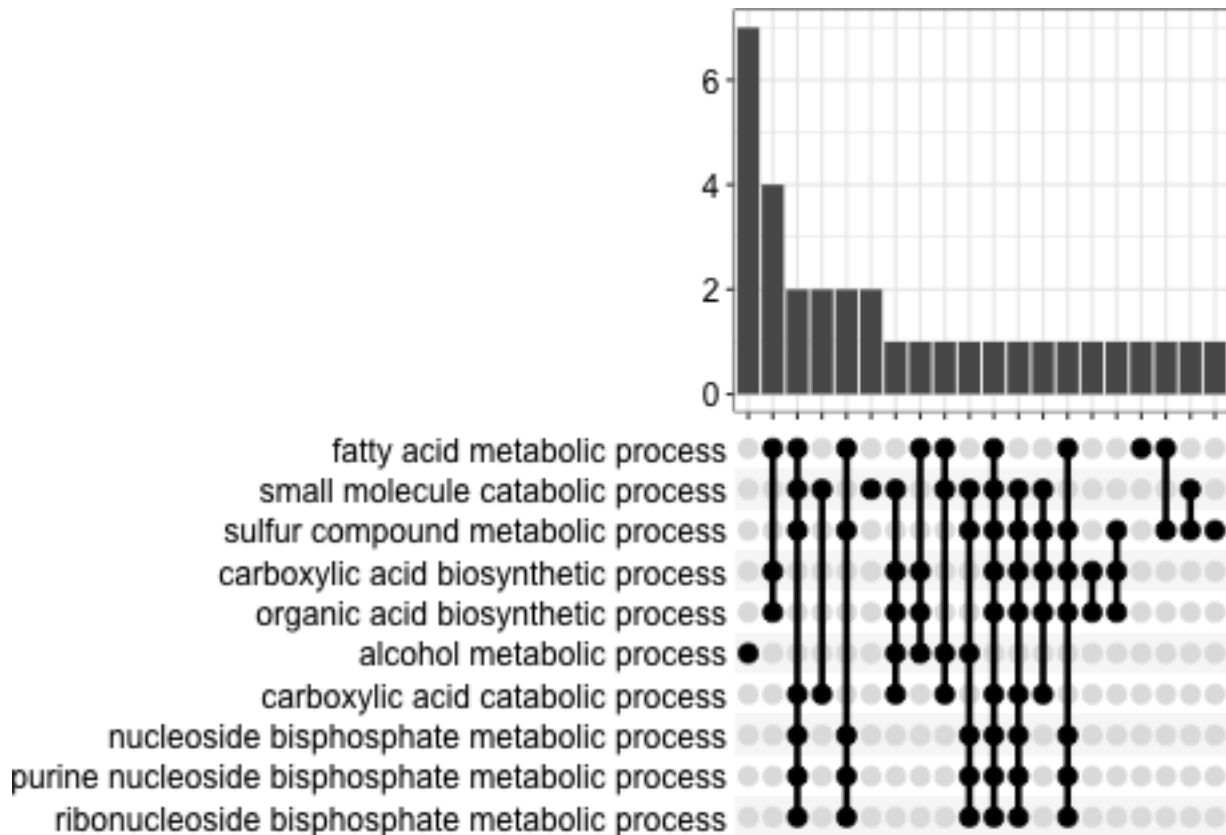 6
4
2
0
fatty acid metabolic process
small molecule catabolic process
sulfur compound metabolic process
carboxylic acid biosynthetic process
organic acid biosynthetic process
alcohol metabolic process
carboxylic acid catabolic process
nucleoside bisphosphate metabolic process
purine nucleoside bisphosphate metabolic process
ribonucleoside bisphosphate metabolic process